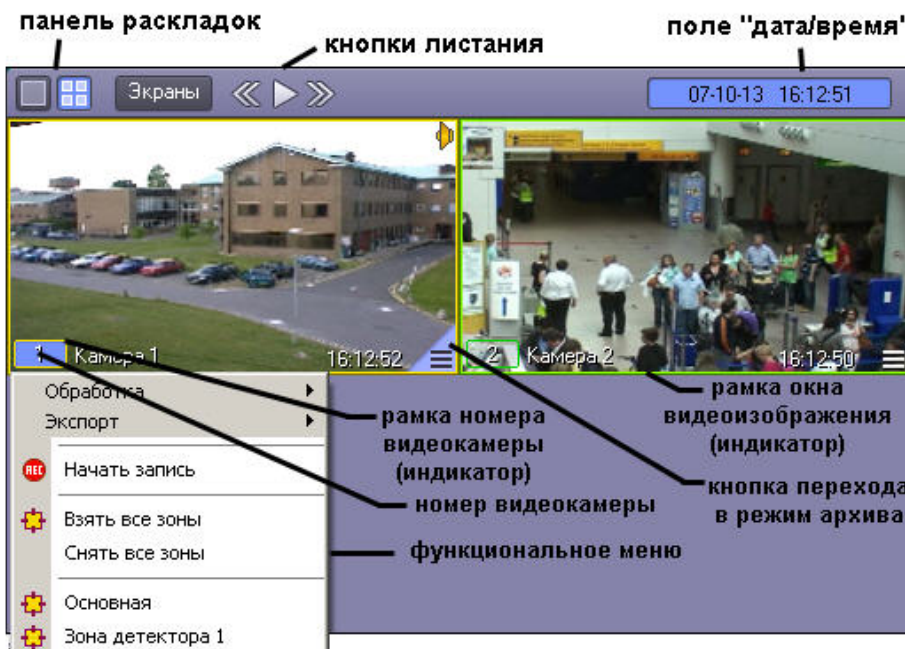 панель раскладок
кнопки листания
поле "дата/время"
Экраны
07-10-13 16:12:51
1 Камера 1 16:12:52
2 Камера 2 16:12:50
Обработка
Экспорт
REC Начать запись
Взять все зоны
Снять все зоны
Основная
Зона детектора 1
рамка номера
видеокамеры
(индикатор)
номер видеокамеры
функциональное меню
рамка окна
видеоизображения
(индикатор)
кнопка перехода
в режим архива